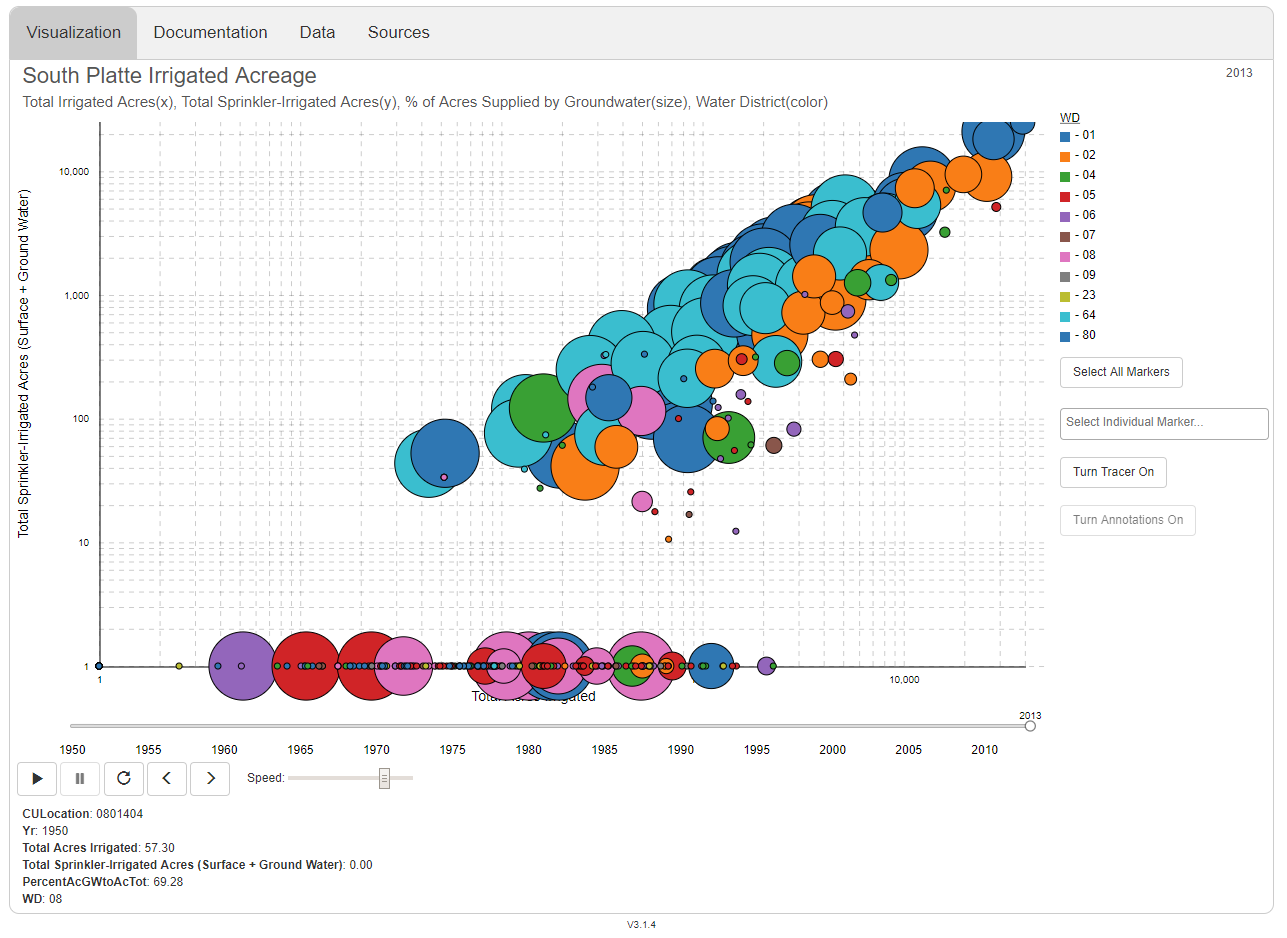 Visualization Documentation Data Sources
South Platte Irrigated Acreage
2013
Total Irrigated Acres(x), Total Sprinkler-Irrigated Acres(y), % of Acres Supplied by Groundwater(size), Water District(color)
WD
- 01
- 02
- 04
- 05
- 06
- 07
- 08
- 09
- 23
- 64
- 80
Select All Markers
Select Individual Marker...
Turn Tracer On
Turn Annotations On
Total Sprinkler-Irrigated Acres (Surface + Ground Water)
10,000
1,000
100
10
1
1 10,000
2013
1950 1955 1960 1965 1970 1975 1980 1985 1990 1995 2000 2005 2010
Speed:
CULocation: 0801404
Yr: 1950
Total Acres Irrigated: 57.30
Total Sprinkler-Irrigated Acres (Surface + Ground Water): 0.00
PercentAcGWtoAcTot: 69.28
WD: 08
V3.1.4